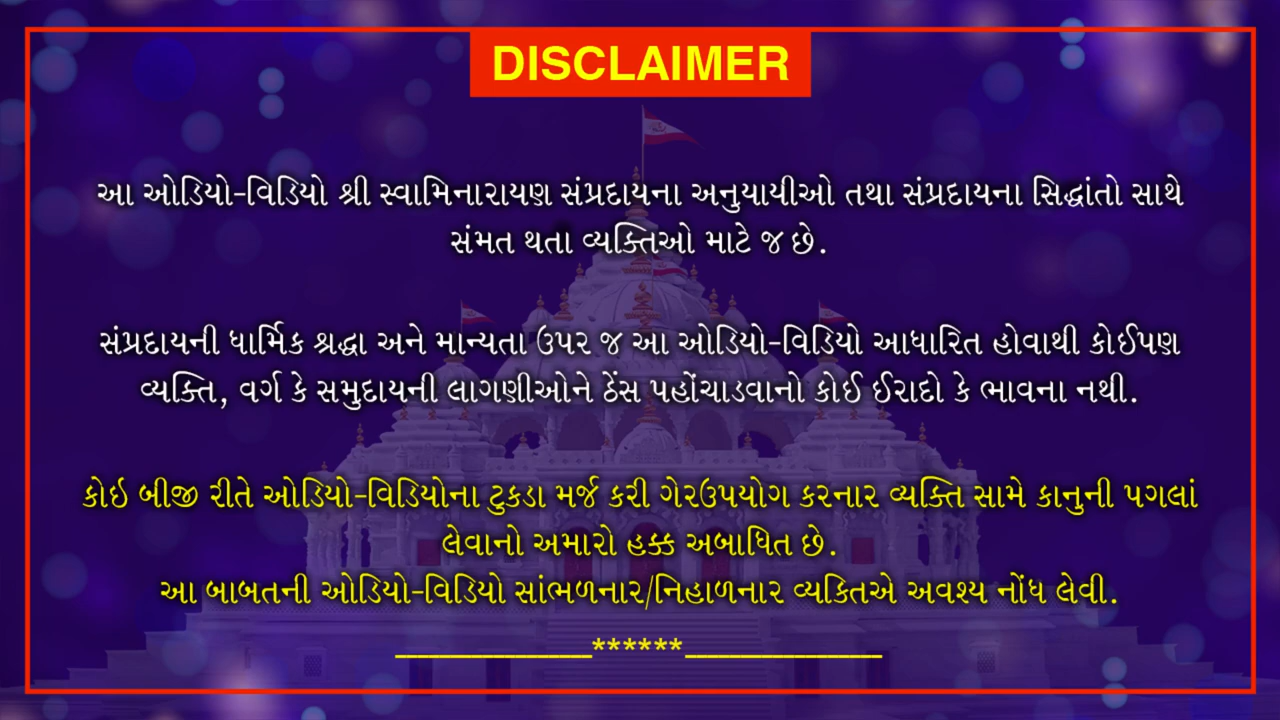 DISCLAIMER
આ ઓડિયો-વિડિયો શ્રી સ્વામિનારાયણ સંપ્રદાયના અનુયાયીઓ તથા સંપ્રદાયના સિદ્ધાંતો સાથે
સંમત થતા વ્યક્તિઓ માટે જ છે.
સંપ્રદાયની ધાર્મિક શ્રદ્ધા અને માન્યતા ઉપર જ આ ઓડિયો-વિડિયો આધારિત હોવાથી કોઈપણ
વ્યક્તિ, વર્ગ કે સમુદાયની લાગણીઓને ઠેંસ પહોંચાડવાનો કોઈ ઈરાદો કે ભાવના નથી.
કોઇ બીજી રીતે ઓડિયો-વિડિયોના ટુકડા મર્જ કરી ગેરઉપયોગ કરનાર વ્યક્તિ સામે કાનુની પગલાં
લેવાનો અમારો હક્ક અબાધિત છે.
આ બાબતની ઓડિયો-વિડિયો સાંભળનાર/નિહાળનાર વ્યકિતએ અવશ્ય નોંધ લેવી.
__________________******__________________